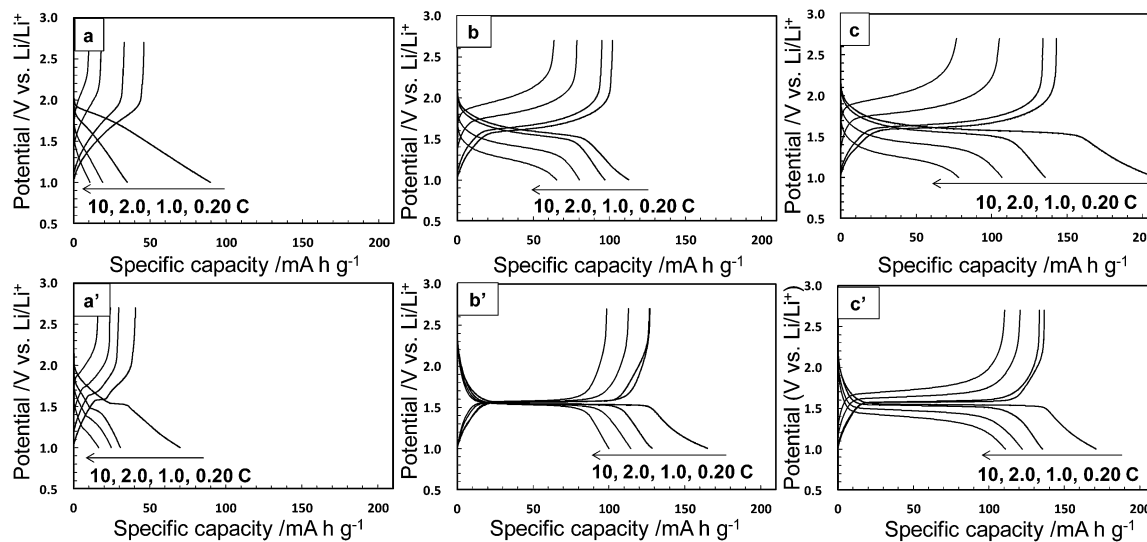 a
Potential /V vs. Li/Li+
3.0
2.5
2.0
1.5
1.0
0.5
10, 2.0, 1.0, 0.20 C
0 50 100 150 200
Specific capacity /mA h g-1
b
Potential /V vs. Li/Li+
3.0
2.5
2.0
1.5
1.0
0.5
10, 2.0, 1.0, 0.20 C
0 50 100 150 200
Specific capacity /mA h g-1
c
Potential /V vs. Li/Li+
3.0
2.5
2.0
1.5
1.0
0.5
10, 2.0, 1.0, 0.20 C
0 50 100 150 200
Specific capacity /mA h g-1
a'
Potential /V vs. Li/Li+
3.0
2.5
2.0
1.5
1.0
0.5
10, 2.0, 1.0, 0.20 C
0 50 100 150 200
Specific capacity /mA h g-1
b'
Potential /V vs. Li/Li+
3.0
2.5
2.0
1.5
1.0
0.5
10, 2.0, 1.0, 0.20 C
0 50 100 150 200
Specific capacity /mA h g-1
c'
Potential (V vs. Li/Li+)
3.0
2.5
2.0
1.5
1.0
0.5
10, 2.0, 1.0, 0.20 C
0 50 100 150 200
Specific capacity /mA h g-1